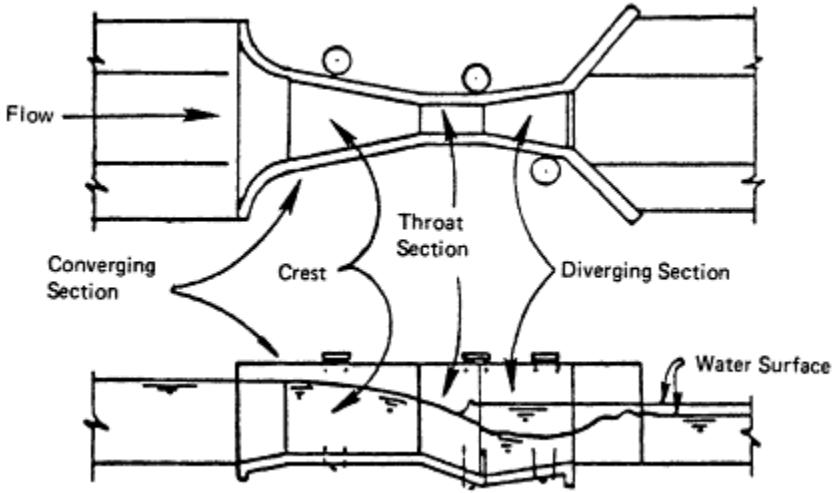 Flow
Throat
Section
Converging
Section
Crest
Diverging Section
Water Surface